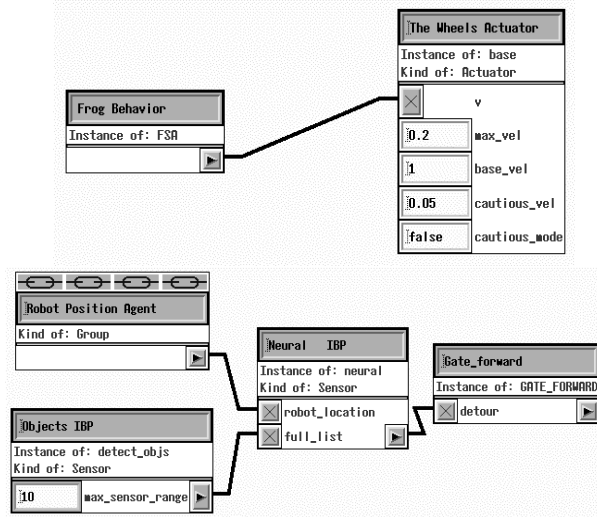 The Wheels Actuator
Instance of: base
Kind of: Actuator
v
0.2 max_vel
1 base_vel
0.05 cautious_vel
false cautious_mode
Frog Behavior
Instance of: FSA
Robot Position Agent
Kind of: Group
Neural IBP
Instance of: neural
Kind of: Sensor
robot_location
full_list
Gate_forward
Instance of: GATE_FORWARD
detour
Objects IBP
Instance of: detect_objs
Kind of: Sensor
10 max_sensor_range